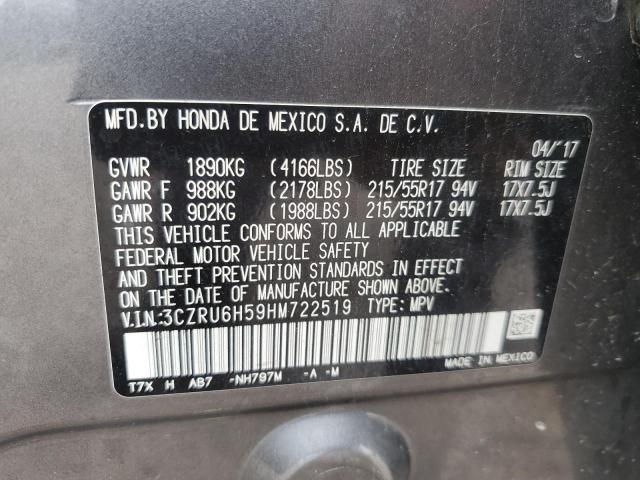 MFD.BY HONDA DE MEXICO S.A. DE C.V.
04/'17
GVWR 1890KG (4166LBS) TIRE SIZE RIM SIZE
GAWR F 988KG (2178LBS) 215/55R17 94V 17X7.5J
GAWR R 902KG (1988LBS) 215/55R17 94V 17X7.5J
THIS VEHICLE CONFORMS TO ALL APPLICABLE
FEDERAL MOTOR VEHICLE SAFETY
AND THEFT PREVENTION STANDARDS IN EFFECT
ON THE DATE OF MANUFACTURE SHOWN ABOVE.
V.I.N:3CZRU6H59HM722519 TYPE: MPV
MADE IN MEXICO
T7X H AB7 -NH797M -A -M